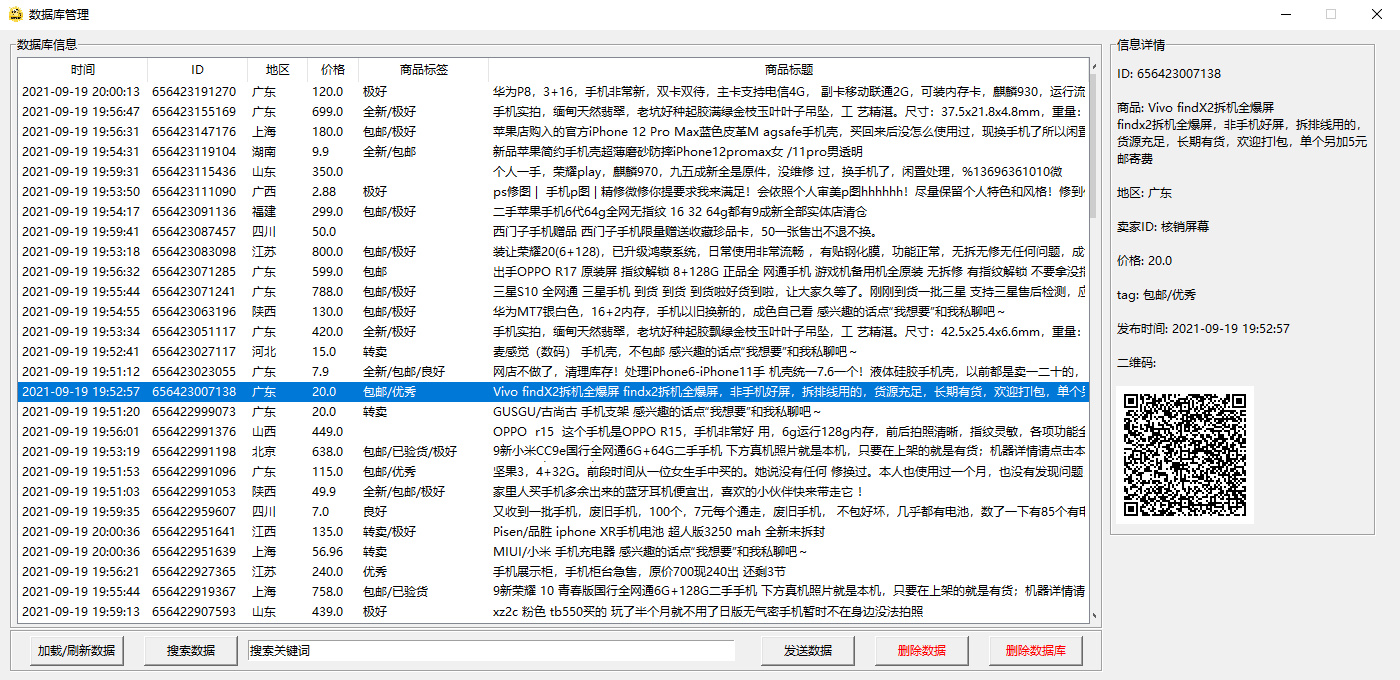 数据库管理
数据库信息
时间 ID 地区 价格 商品标签 商品标题
2021-09-19 20:00:13 656423191270 广东 120.0 极好 华为P8，3+16，手机非常新，双卡双待，主卡支持电信4G， 副卡移动联通2G，可装内存卡，麒麟930，运行流
2021-09-19 19:56:47 656423155169 广东 699.0 全新/极好 手机实拍，缅甸天然翡翠，老坑好种起胶满绿金枝玉叶叶子吊坠，工 艺精湛。尺寸：37.5x21.8x4.8mm，重量：
2021-09-19 19:56:31 656423147176 上海 180.0 包邮/极好 苹果店购入的官方iPhone 12 Pro Max蓝色皮革M agsafe手机壳，买回来后没怎么使用过，现换手机了所以闲置
2021-09-19 19:54:31 656423119104 湖南 9.9 全新/包邮 新品苹果简约手机壳超薄磨砂防摔iPhone12promax女 /11pro男透明
2021-09-19 19:59:31 656423115436 山东 350.0 个人一手，荣耀play，麒麟970，九五成新全是原件，没维修 过，换手机了，闲置处理，%13696361010微
2021-09-19 19:53:50 656423111090 广西 2.88 极好 ps修图 | 手机p图 | 精修微修你提要求我来满足！会依照个人审美p图hhhhhh！尽量保留个人特色和风格！修到
2021-09-19 19:54:17 656423091136 福建 299.0 包邮/极好 二手苹果手机6代64g全网无指纹 16 32 64g都有9成新全部实体店清仓
2021-09-19 19:59:41 656423087457 四川 50.0 西门子手机赠品 西门子手机限量赠送收藏珍品卡，50一张售出不退不换。
2021-09-19 19:53:18 656423083098 江苏 800.0 包邮/极好 装让荣耀20(6+128)，已升级鸿蒙系统，日常使用非常流畅 ，有贴钢化膜，功能正常，无拆无修无任何问题，成
2021-09-19 19:56:32 656423071285 广东 599.0 包邮 出手OPPO R17 原装屏 指纹解锁 8+128G 正品全 网通手机 游戏机备用机全原装 无拆修 有指纹解锁 不要拿没指
2021-09-19 19:55:44 656423071241 广东 788.0 包邮/极好 三星S10 全网通 三星手机 到货 到货 到货啦好货到啦，让大家久等了。刚刚到货一批三星 支持三星售后检测，应
2021-09-19 19:54:55 656423063196 陕西 130.0 包邮/极好 华为MT7银白色，16+2内存，手机以旧换新的，成色自己看 感兴趣的话点“我想要”和我私聊吧~
2021-09-19 19:53:34 656423051117 广东 420.0 全新/极好 手机实拍，缅甸天然翡翠，老坑好种起胶飘绿金枝玉叶叶子吊坠，工 艺精湛。尺寸：42.5x25.4x6.6mm，重量：
2021-09-19 19:52:41 656423027117 河北 15.0 转卖 麦感觉（数码） 手机壳，不包邮 感兴趣的话点“我想要”和我私聊吧~
2021-09-19 19:51:12 656423023055 广东 7.9 全新/包邮/良好 网店不做了，清理库存！处理iPhone6-iPhone11手 机壳统一7.6一个！液体硅胶手机壳，以前都是卖一二十的，
2021-09-19 19:52:57 656423007138 广东 20.0 包邮/优秀 Vivo findX2拆机全爆屏 findx2拆机全爆屏，非手机好屏，拆排线用的，货源充足，长期有货，欢迎打l包，单个另
2021-09-19 19:51:20 656422999073 广东 20.0 转卖 GUSGU/古尚古 手机支架 感兴趣的话点“我想要”和我私聊吧~
2021-09-19 19:56:01 656422991376 山西 449.0 OPPO r15 这个手机是OPPO R15，手机非常好 用，6g运行128g内存，前后拍照清晰，指纹灵敏，各项功能全
2021-09-19 19:53:19 656422991198 北京 638.0 包邮/已验货/极好 9新小米CC9e国行全网通6G+64G二手手机 下方真机照片就是本机，只要在上架的就是有货；机器详情请点击本
2021-09-19 19:51:53 656422991096 广东 115.0 包邮/优秀 坚果3，4+32G。前段时间从一位女生手中买的。她说没有任何 修换过。本人也使用过一个月，也没有发现问题
2021-09-19 19:51:03 656422991053 陕西 49.9 全新/包邮/极好 家里人买手机多余出来的蓝牙耳机便宜出，喜欢的小伙伴快来带走它！
2021-09-19 19:59:35 656422959607 四川 7.0 良好 又收到一批手机，废旧手机，100个，7元每个通走，废旧手机， 不包好坏，几乎都有电池，数了一下有85个有电
2021-09-19 20:00:36 656422951641 江西 135.0 转卖/极好 Pisen/品胜 iphone XR手机电池 超人版3250 mah 全新未拆封
2021-09-19 20:00:36 656422951639 上海 56.96 转卖 MIUI/小米 手机充电器 感兴趣的话点“我想要”和我私聊吧~
2021-09-19 19:56:21 656422927365 江苏 240.0 优秀 手机展示柜，手机柜台急售，原价700现240出 还剩3节
2021-09-19 19:55:44 656422919367 上海 758.0 包邮/已验货 9新荣耀 10 青春版国行全网通6G+128G二手手机 下方真机照片就是本机，只要在上架的就是有货；机器详情请
2021-09-19 19:59:13 656422907593 山东 439.0 极好 xz2c 粉色 tb550买的 玩了半个月就不用了日版无气密手机暂时不在身边没法拍照
加载/刷新数据 搜索数据 搜索关键词 发送数据 删除数据 删除数据库
信息详情
ID: 656423007138
商品: Vivo findX2拆机全爆屏
findx2拆机全爆屏，非手机好屏，拆排线用的，
货源充足，长期有货，欢迎打l包，单个另加5元
邮寄费
地区: 广东
卖家ID: 核销屏幕
价格: 20.0
tag: 包邮/优秀
发布时间: 2021-09-19 19:52:57
二维码: